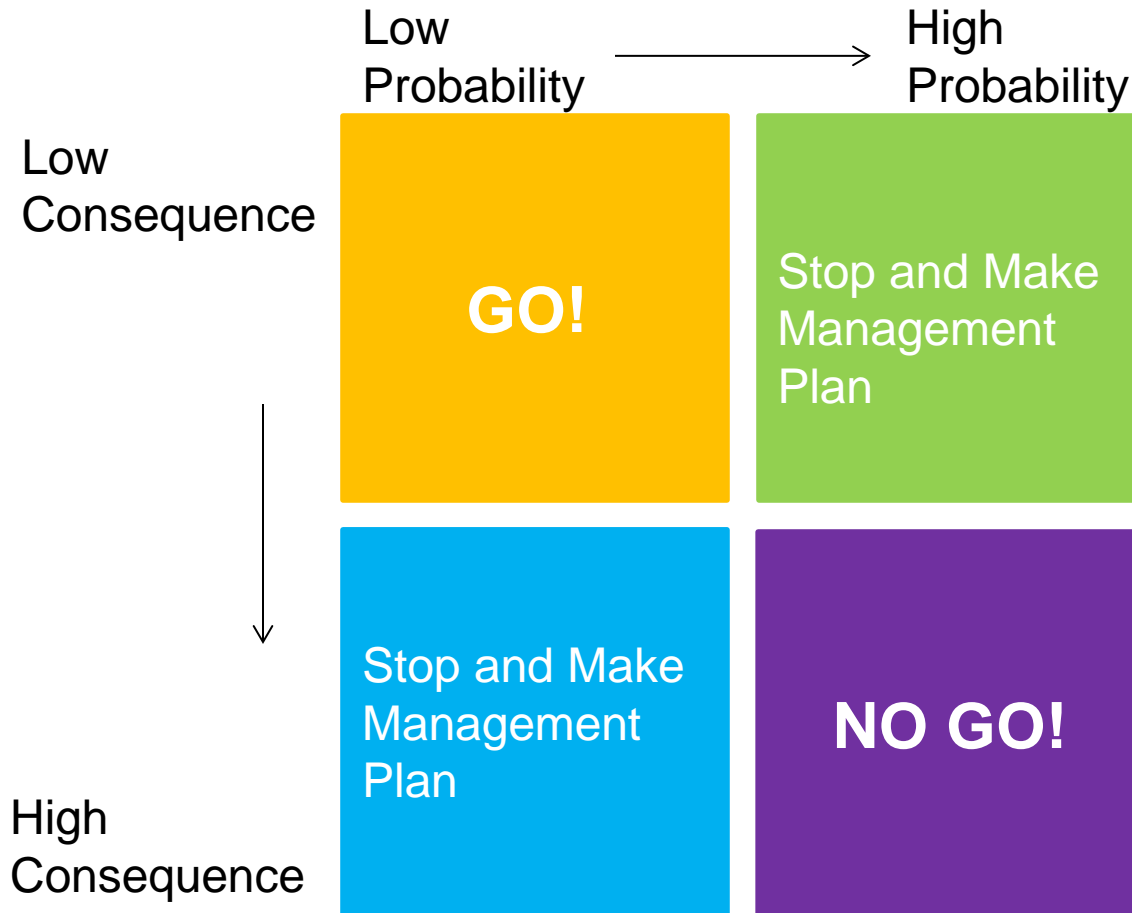 Low
Probability
High
Probability
Low
Consequence
GO!
Stop and Make
Management
Plan
Stop and Make
Management
Plan
NO GO!
High
Consequence